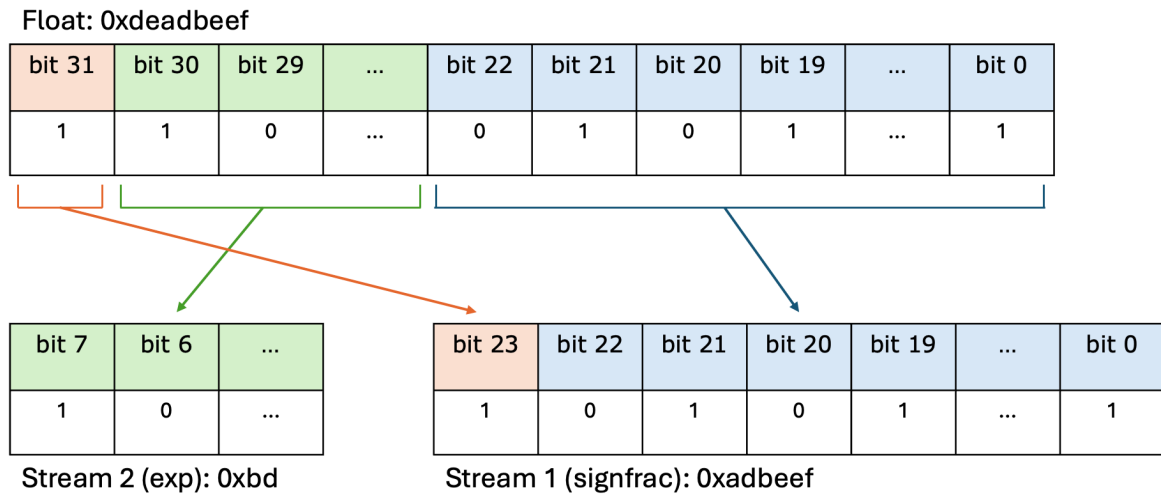 Float: 0xdeadbeef
bit 31 bit 30 bit 29 ... bit 22 bit 21 bit 20 bit 19 ... bit 0
1 1 0 ... 0 1 0 1 ... 1
bit 7 bit 6 ... bit 23 bit 22 bit 21 bit 20 bit 19 ... bit 0
1 0 ... 1 0 1 0 1 ... 1
Stream 2 (exp): 0xbd Stream 1 (signfrac): 0xadbeef